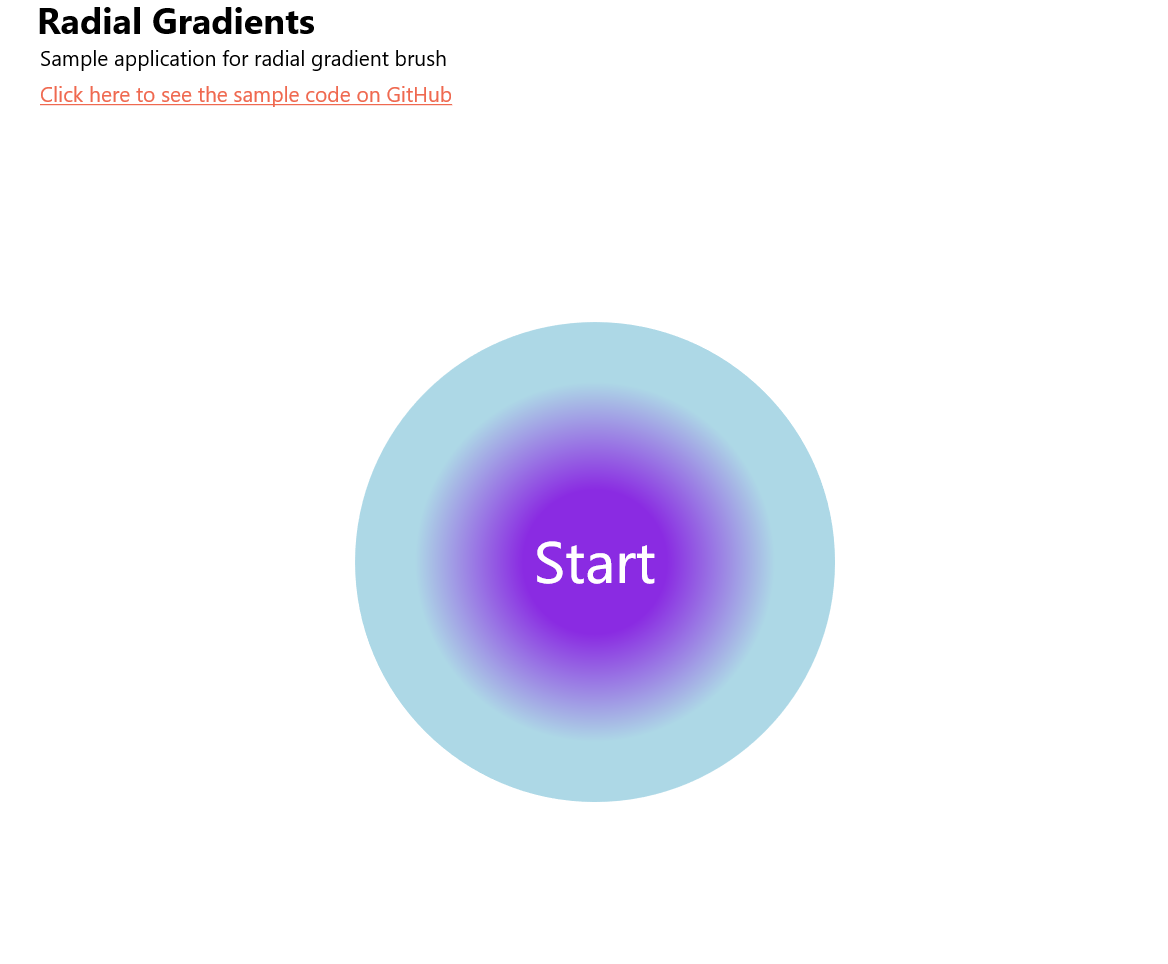 Radial Gradients
Sample application for radial gradient brush
Click here to see the sample code on GitHub
Start